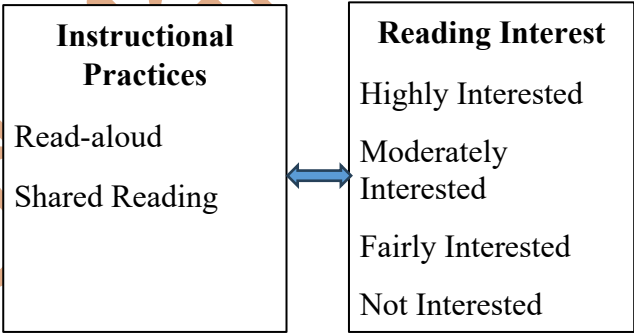 Instructional
Practices
Read-aloud
Shared Reading
Reading Interest
Highly Interested
Moderately
Interested
Fairly Interested
Not Interested